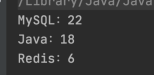 /Library/Java/Java
MySQL: 22
Java: 18
Redis: 6